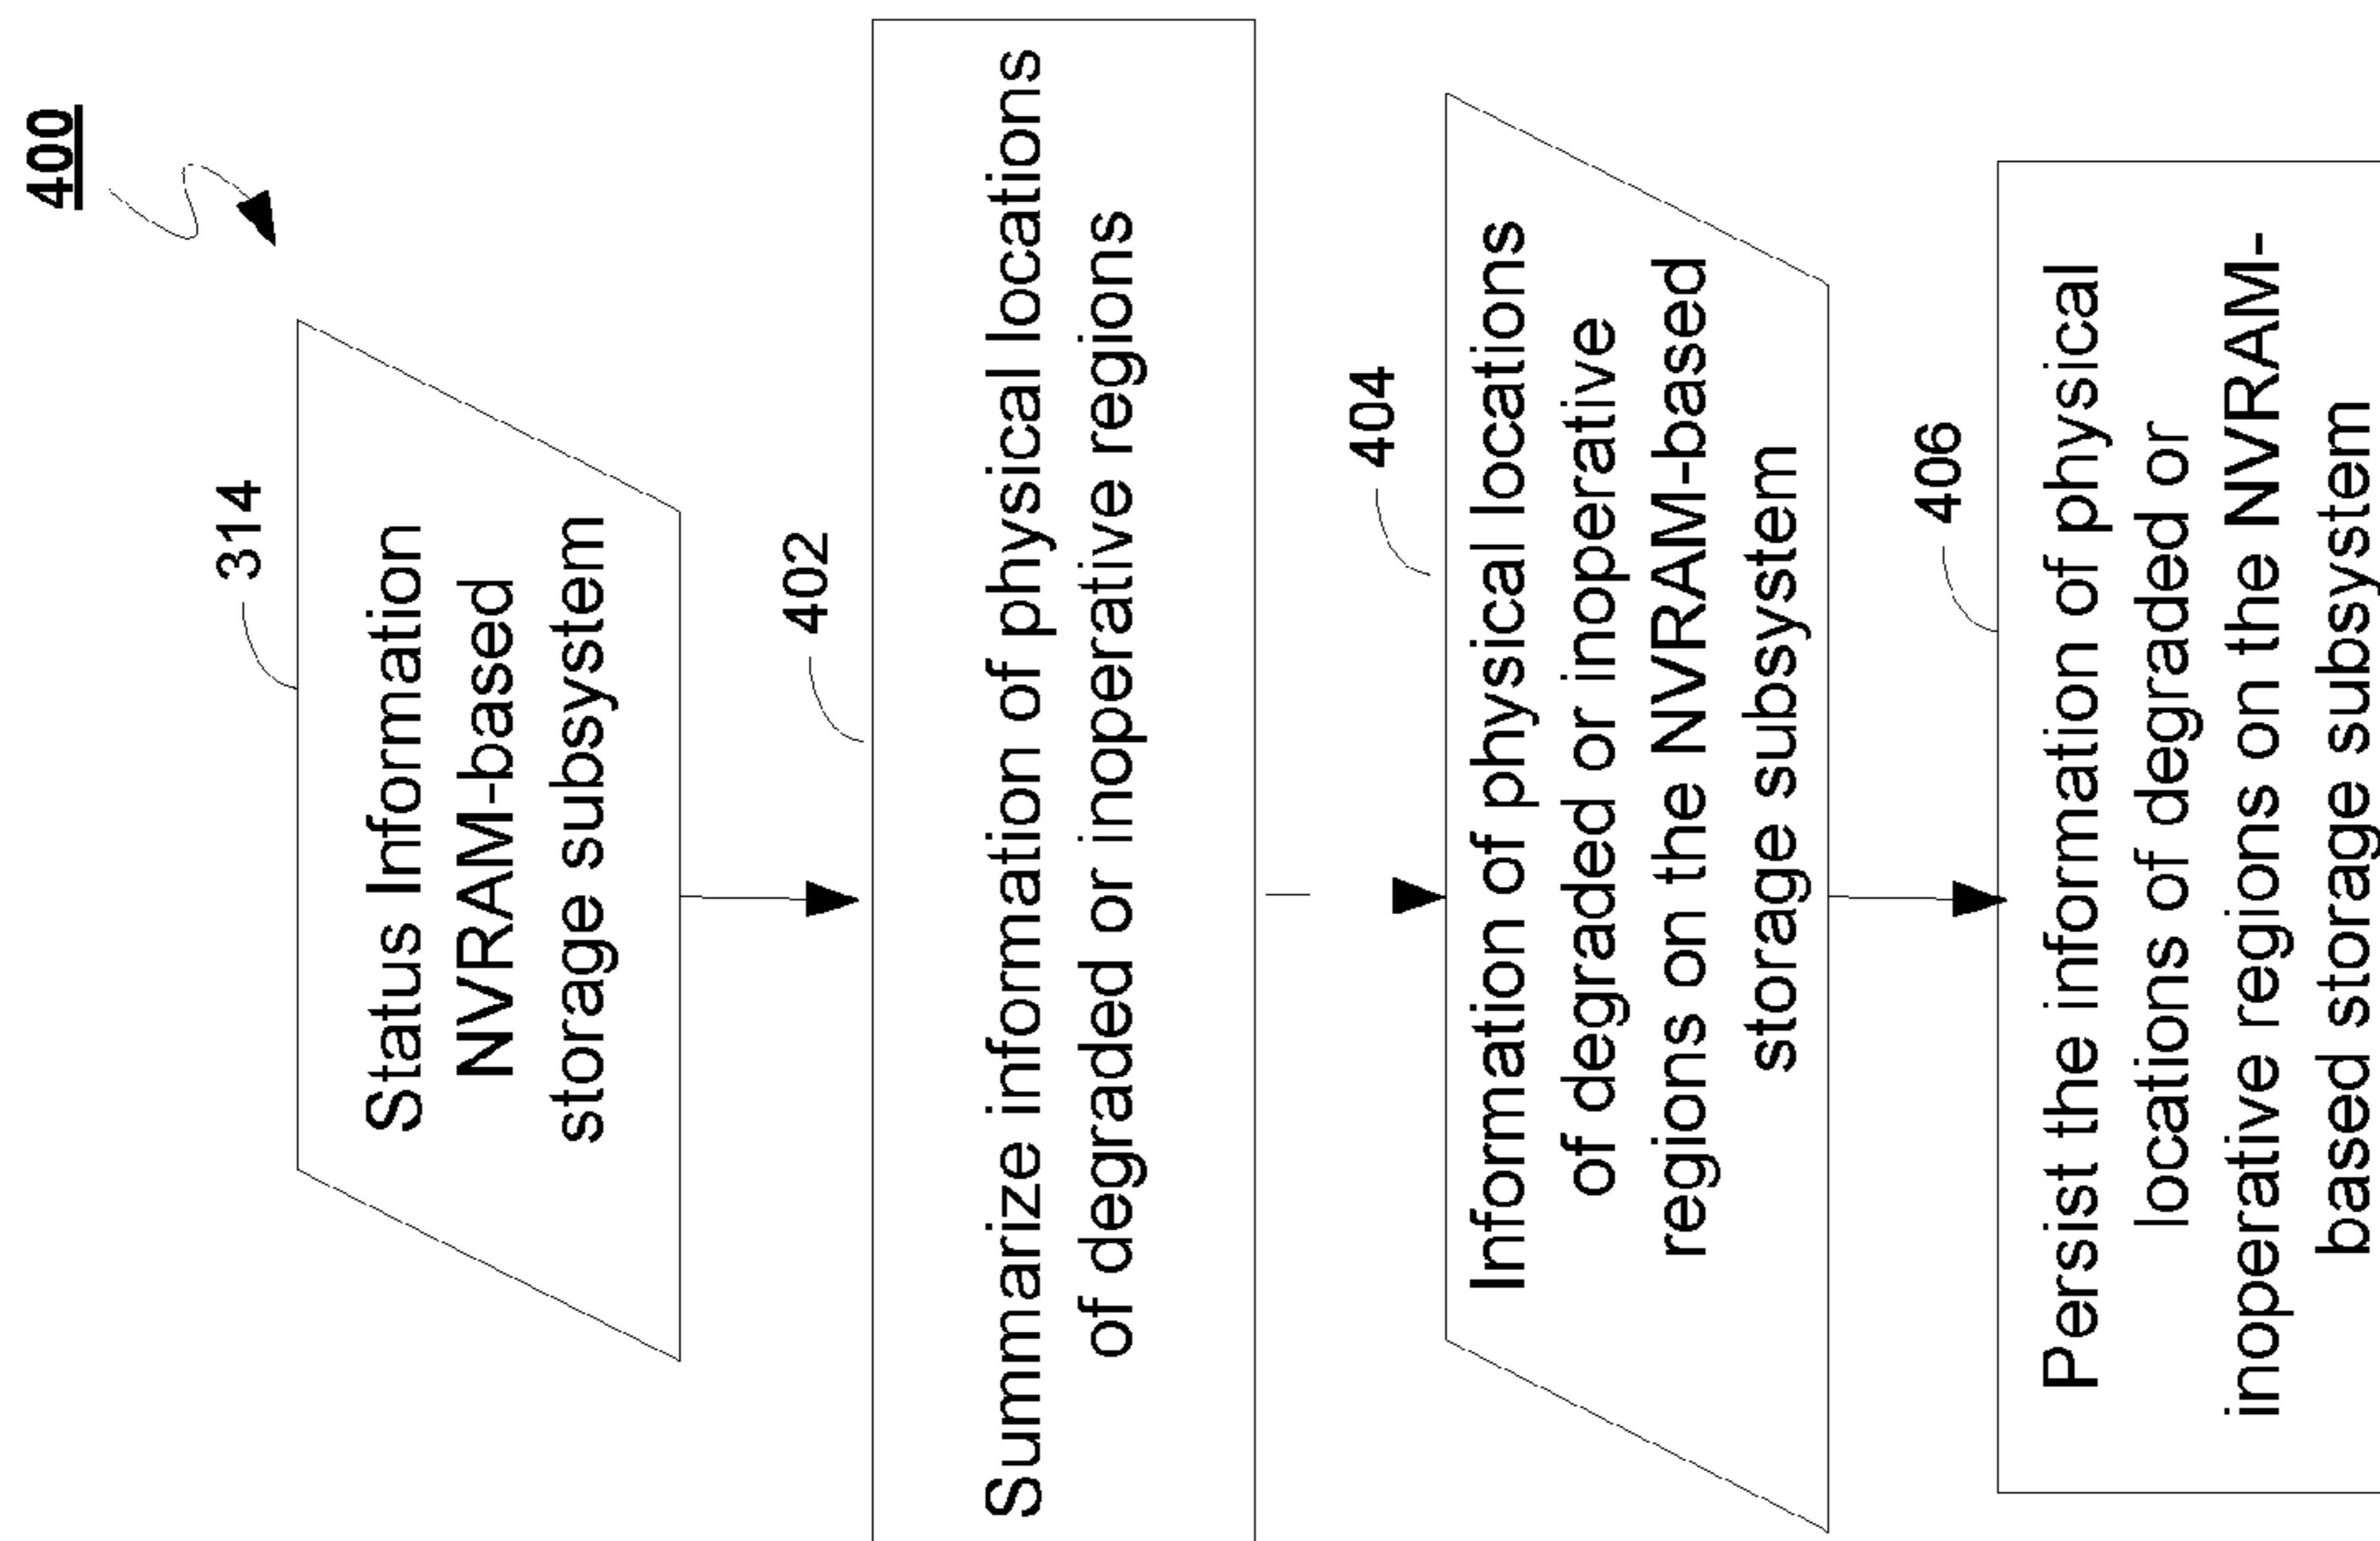 400
314
Status Information
NVRAM-based
storage subsystem
402
Summarize information of physical locations
of degraded or inoperative regions
404
Information of physical locations
of degraded or inoperative
regions on the NVRAM-based
storage subsystem
406
Persist the information of physical
locations of degraded or
inoperative regions on the NVRAM-
based storage subsystem